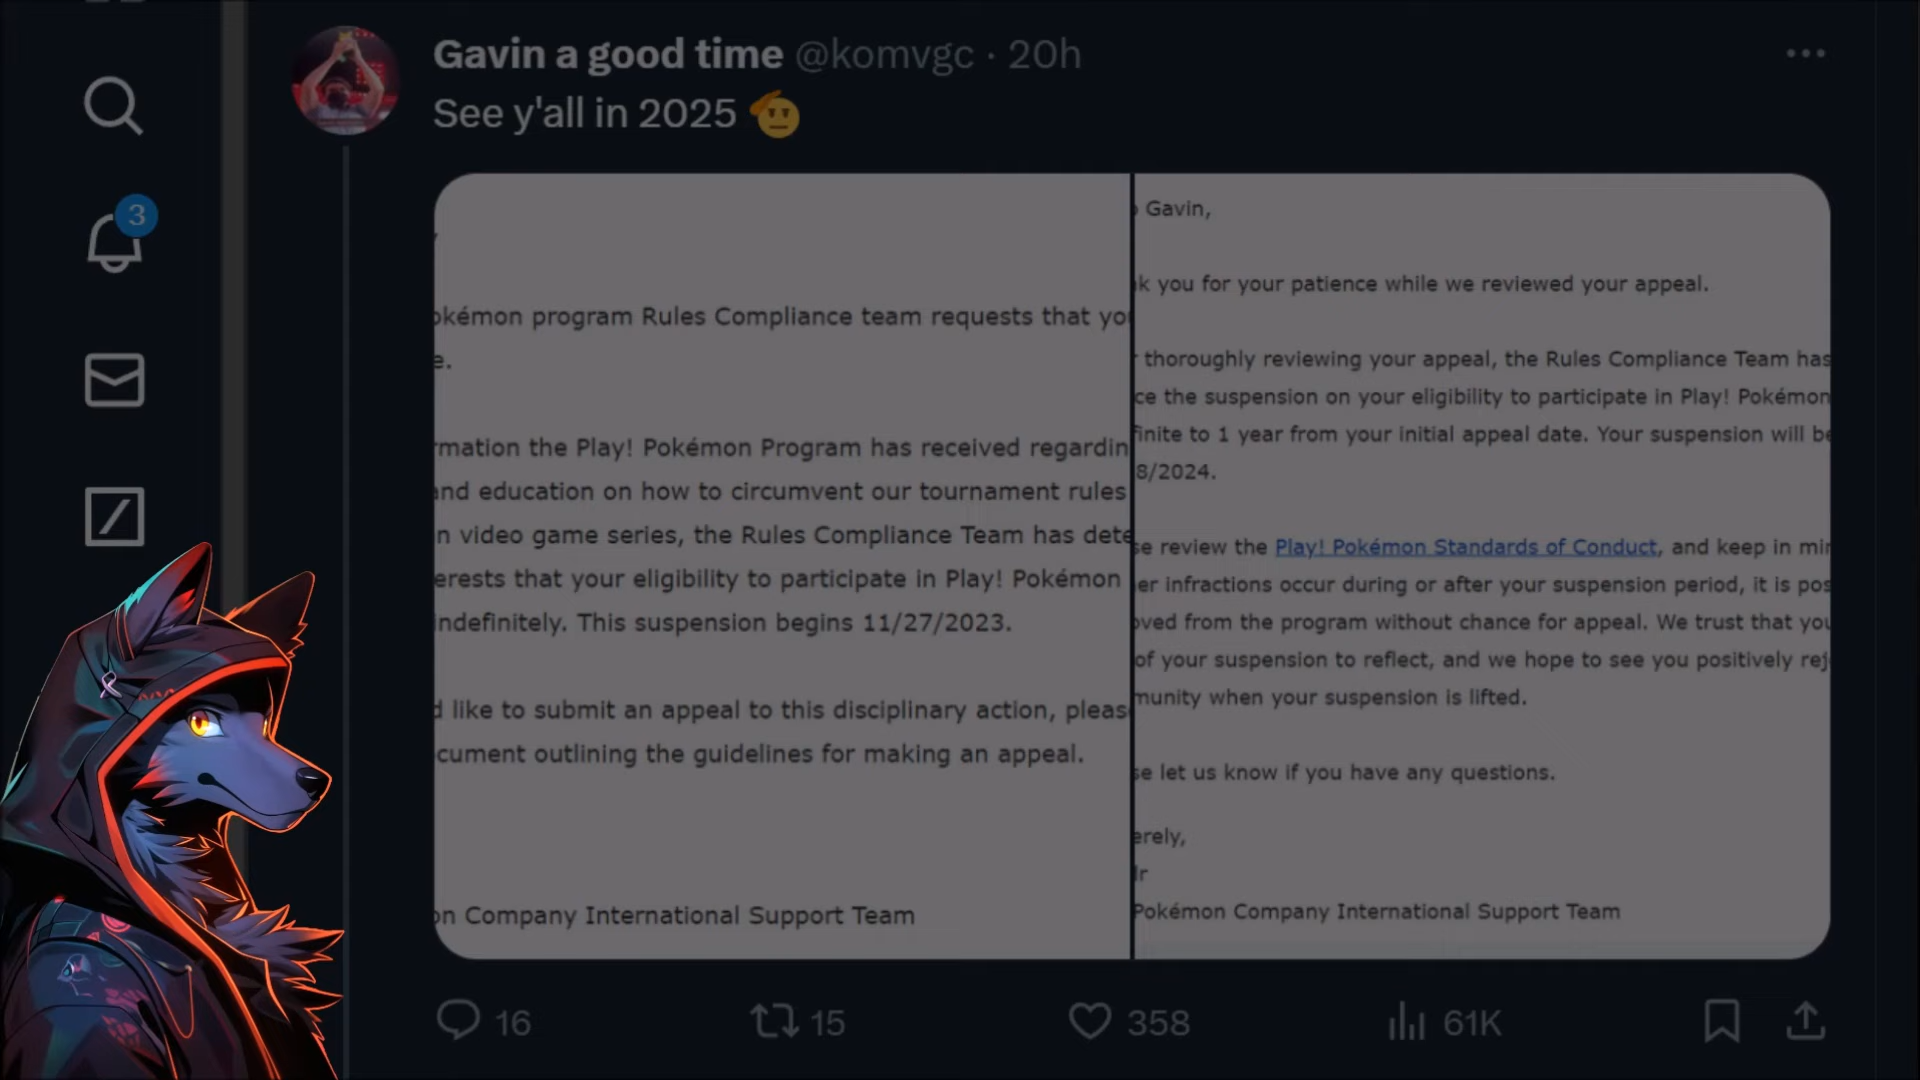 Gavin a good time @komvgc · 20h
See y'all in 2025
3
okémon program Rules Compliance team requests that yo
e.
rmation the Play! Pokémon Program has received regardin
and education on how to circumvent our tournament rules
n video game series, the Rules Compliance Team has dete
erests that your eligibility to participate in Play! Pokémon
indefinitely. This suspension begins 11/27/2023.
d like to submit an appeal to this disciplinary action, pleas
cument outlining the guidelines for making an appeal.
on Company International Support Team
o Gavin,
k you for your patience while we reviewed your appeal.
r thoroughly reviewing your appeal, the Rules Compliance Team has
ce the suspension on your eligibility to participate in Play! Pokémon
finite to 1 year from your initial appeal date. Your suspension will be
8/2024.
se review the Play! Pokémon Standards of Conduct, and keep in mi
er infractions occur during or after your suspension period, it is pos
oved from the program without chance for appeal. We trust that you
of your suspension to reflect, and we hope to see you positively rej
munity when your suspension is lifted.
se let us know if you have any questions.
erely,
lr
Pokémon Company International Support Team
16 15 358 61K